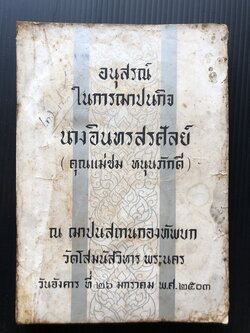 อนุสรณ์
ในการฌาปนกิจ
นางอินทรสรศัลย์
( คุณแม่ชม หนุนภักดี )
ณ ฌาปนสถานกองทัพบก
วัดโสมนัสวิหาร พระนคร
วันอังคาร ที่ ๒๖ มกราคม พ.ศ.๒๕๐๓